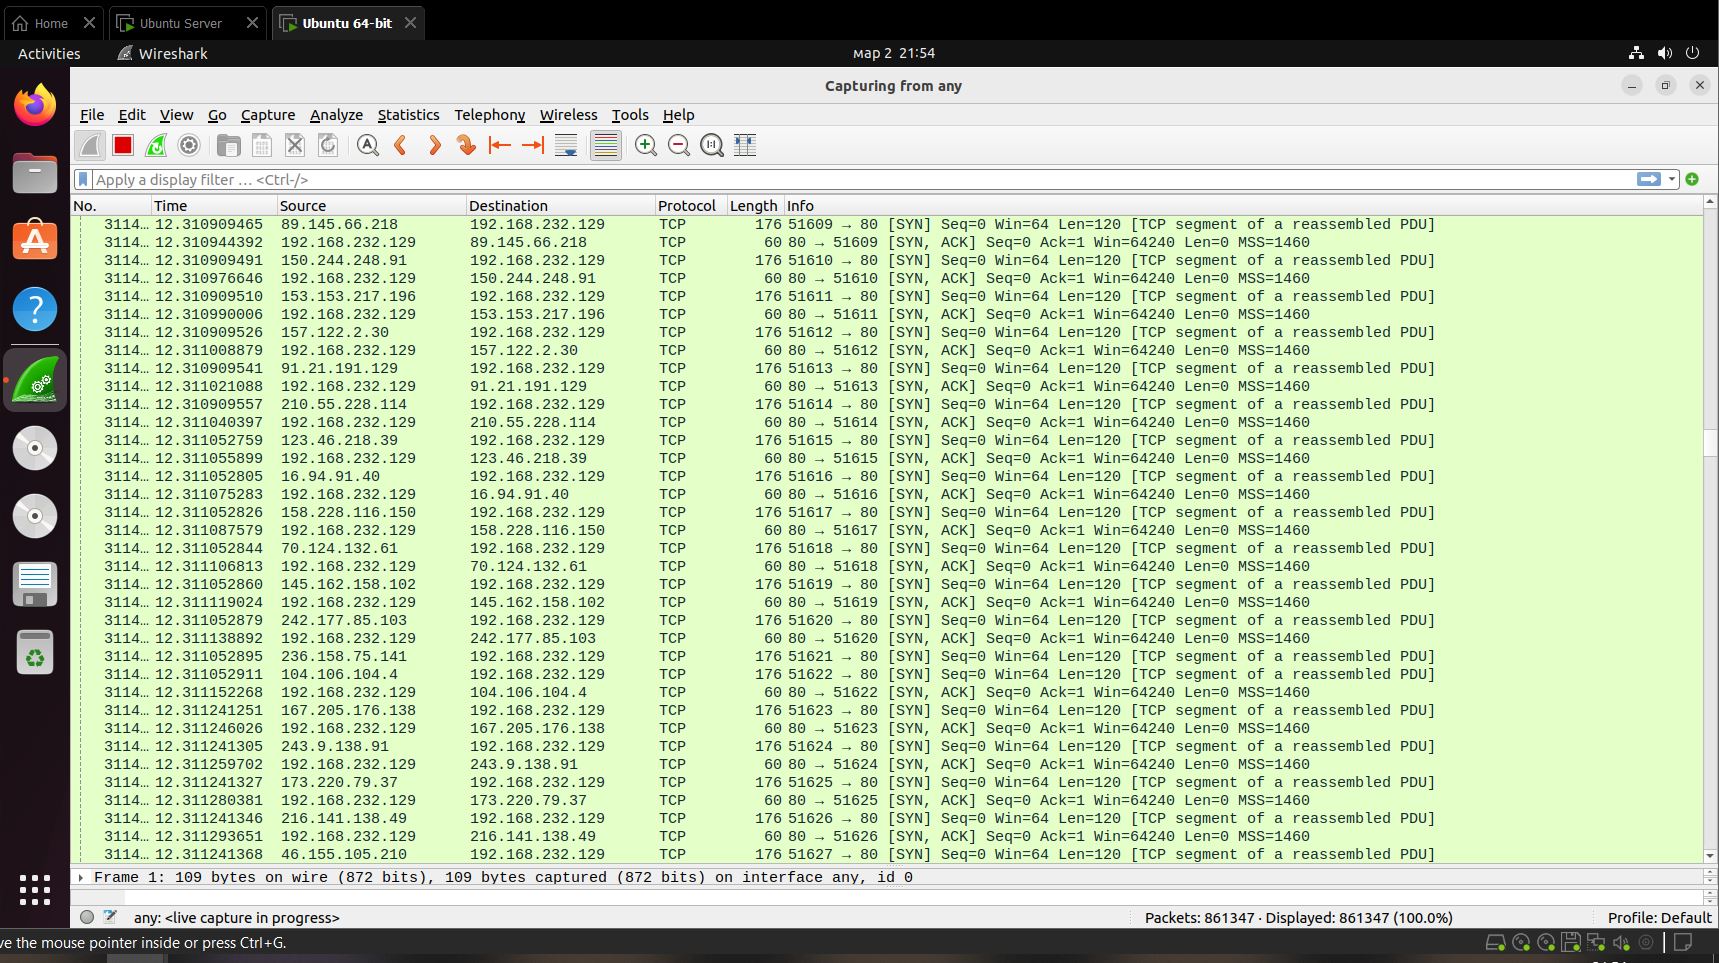 Home
Ubuntu Server
Ubuntu 64-bit
Activities
Wireshark
мар 2 21:54
Capturing from any
File Edit View Go Capture Analyze Statistics Telephony Wireless Tools Help
Apply a display filter … <Ctrl-/>
No. Time Source Destination Protocol Length Info
3114… 12.310909465 89.145.66.218 192.168.232.129 TCP 176 51609 → 80 [SYN] Seq=0 Win=64 Len=120 [TCP segment of a reassembled PDU]
3114… 12.310944392 192.168.232.129 89.145.66.218 TCP 60 80 → 51609 [SYN, ACK] Seq=0 Ack=1 Win=64240 Len=0 MSS=1460
3114… 12.310909491 150.244.248.91 192.168.232.129 TCP 176 51610 → 80 [SYN] Seq=0 Win=64 Len=120 [TCP segment of a reassembled PDU]
3114… 12.310976646 192.168.232.129 150.244.248.91 TCP 60 80 → 51610 [SYN, ACK] Seq=0 Ack=1 Win=64240 Len=0 MSS=1460
3114… 12.310909510 153.153.217.196 192.168.232.129 TCP 176 51611 → 80 [SYN] Seq=0 Win=64 Len=120 [TCP segment of a reassembled PDU]
3114… 12.310990006 192.168.232.129 153.153.217.196 TCP 60 80 → 51611 [SYN, ACK] Seq=0 Ack=1 Win=64240 Len=0 MSS=1460
3114… 12.310909526 157.122.2.30 192.168.232.129 TCP 176 51612 → 80 [SYN] Seq=0 Win=64 Len=120 [TCP segment of a reassembled PDU]
3114… 12.311008879 192.168.232.129 157.122.2.30 TCP 60 80 → 51612 [SYN, ACK] Seq=0 Ack=1 Win=64240 Len=0 MSS=1460
3114… 12.310909541 91.21.191.129 192.168.232.129 TCP 176 51613 → 80 [SYN] Seq=0 Win=64 Len=120 [TCP segment of a reassembled PDU]
3114… 12.311021088 192.168.232.129 91.21.191.129 TCP 60 80 → 51613 [SYN, ACK] Seq=0 Ack=1 Win=64240 Len=0 MSS=1460
3114… 12.310909557 210.55.228.114 192.168.232.129 TCP 176 51614 → 80 [SYN] Seq=0 Win=64 Len=120 [TCP segment of a reassembled PDU]
3114… 12.311040397 192.168.232.129 210.55.228.114 TCP 60 80 → 51614 [SYN, ACK] Seq=0 Ack=1 Win=64240 Len=0 MSS=1460
3114… 12.311052759 123.46.218.39 192.168.232.129 TCP 176 51615 → 80 [SYN] Seq=0 Win=64 Len=120 [TCP segment of a reassembled PDU]
3114… 12.311055899 192.168.232.129 123.46.218.39 TCP 60 80 → 51615 [SYN, ACK] Seq=0 Ack=1 Win=64240 Len=0 MSS=1460
3114… 12.311052805 16.94.91.40 192.168.232.129 TCP 176 51616 → 80 [SYN] Seq=0 Win=64 Len=120 [TCP segment of a reassembled PDU]
3114… 12.311075283 192.168.232.129 16.94.91.40 TCP 60 80 → 51616 [SYN, ACK] Seq=0 Ack=1 Win=64240 Len=0 MSS=1460
3114… 12.311052826 158.228.116.150 192.168.232.129 TCP 176 51617 → 80 [SYN] Seq=0 Win=64 Len=120 [TCP segment of a reassembled PDU]
3114… 12.311087579 192.168.232.129 158.228.116.150 TCP 60 80 → 51617 [SYN, ACK] Seq=0 Ack=1 Win=64240 Len=0 MSS=1460
3114… 12.311052844 70.124.132.61 192.168.232.129 TCP 176 51618 → 80 [SYN] Seq=0 Win=64 Len=120 [TCP segment of a reassembled PDU]
3114… 12.311106813 192.168.232.129 70.124.132.61 TCP 60 80 → 51618 [SYN, ACK] Seq=0 Ack=1 Win=64240 Len=0 MSS=1460
3114… 12.311052860 145.162.158.102 192.168.232.129 TCP 176 51619 → 80 [SYN] Seq=0 Win=64 Len=120 [TCP segment of a reassembled PDU]
3114… 12.311119024 192.168.232.129 145.162.158.102 TCP 60 80 → 51619 [SYN, ACK] Seq=0 Ack=1 Win=64240 Len=0 MSS=1460
3114… 12.311052879 242.177.85.103 192.168.232.129 TCP 176 51620 → 80 [SYN] Seq=0 Win=64 Len=120 [TCP segment of a reassembled PDU]
3114… 12.311138892 192.168.232.129 242.177.85.103 TCP 60 80 → 51620 [SYN, ACK] Seq=0 Ack=1 Win=64240 Len=0 MSS=1460
3114… 12.311052895 236.158.75.141 192.168.232.129 TCP 176 51621 → 80 [SYN] Seq=0 Win=64 Len=120 [TCP segment of a reassembled PDU]
3114… 12.311052911 104.106.104.4 192.168.232.129 TCP 176 51622 → 80 [SYN] Seq=0 Win=64 Len=120 [TCP segment of a reassembled PDU]
3114… 12.311152268 192.168.232.129 104.106.104.4 TCP 60 80 → 51622 [SYN, ACK] Seq=0 Ack=1 Win=64240 Len=0 MSS=1460
3114… 12.311241251 167.205.176.138 192.168.232.129 TCP 176 51623 → 80 [SYN] Seq=0 Win=64 Len=120 [TCP segment of a reassembled PDU]
3114… 12.311246026 192.168.232.129 167.205.176.138 TCP 60 80 → 51623 [SYN, ACK] Seq=0 Ack=1 Win=64240 Len=0 MSS=1460
3114… 12.311241305 243.9.138.91 192.168.232.129 TCP 176 51624 → 80 [SYN] Seq=0 Win=64 Len=120 [TCP segment of a reassembled PDU]
3114… 12.311259702 192.168.232.129 243.9.138.91 TCP 60 80 → 51624 [SYN, ACK] Seq=0 Ack=1 Win=64240 Len=0 MSS=1460
3114… 12.311241327 173.220.79.37 192.168.232.129 TCP 176 51625 → 80 [SYN] Seq=0 Win=64 Len=120 [TCP segment of a reassembled PDU]
3114… 12.311280381 192.168.232.129 173.220.79.37 TCP 60 80 → 51625 [SYN, ACK] Seq=0 Ack=1 Win=64240 Len=0 MSS=1460
3114… 12.311241346 216.141.138.49 192.168.232.129 TCP 176 51626 → 80 [SYN] Seq=0 Win=64 Len=120 [TCP segment of a reassembled PDU]
3114… 12.311293651 192.168.232.129 216.141.138.49 TCP 60 80 → 51626 [SYN, ACK] Seq=0 Ack=1 Win=64240 Len=0 MSS=1460
3114… 12.311241368 46.155.105.210 192.168.232.129 TCP 176 51627 → 80 [SYN] Seq=0 Win=64 Len=120 [TCP segment of a reassembled PDU]
Frame 1: 109 bytes on wire (872 bits), 109 bytes captured (872 bits) on interface any, id 0
any: <live capture in progress>
Packets: 861347 · Displayed: 861347 (100.0%)
Profile: Default
ve the mouse pointer inside or press Ctrl+G.